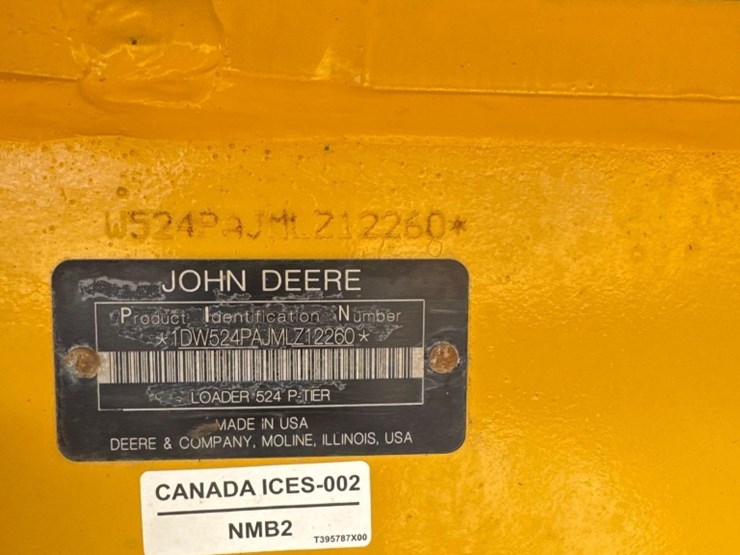 W524PAJMLZ12260*
JOHN DEERE
Product Identification Number
*1DW524PAJMLZ12260*
LOADER 524 P-TIER
MADE IN USA
DEERE & COMPANY, MOLINE, ILLINOIS, USA
CANADA ICES-002
NMB2
T395787X00